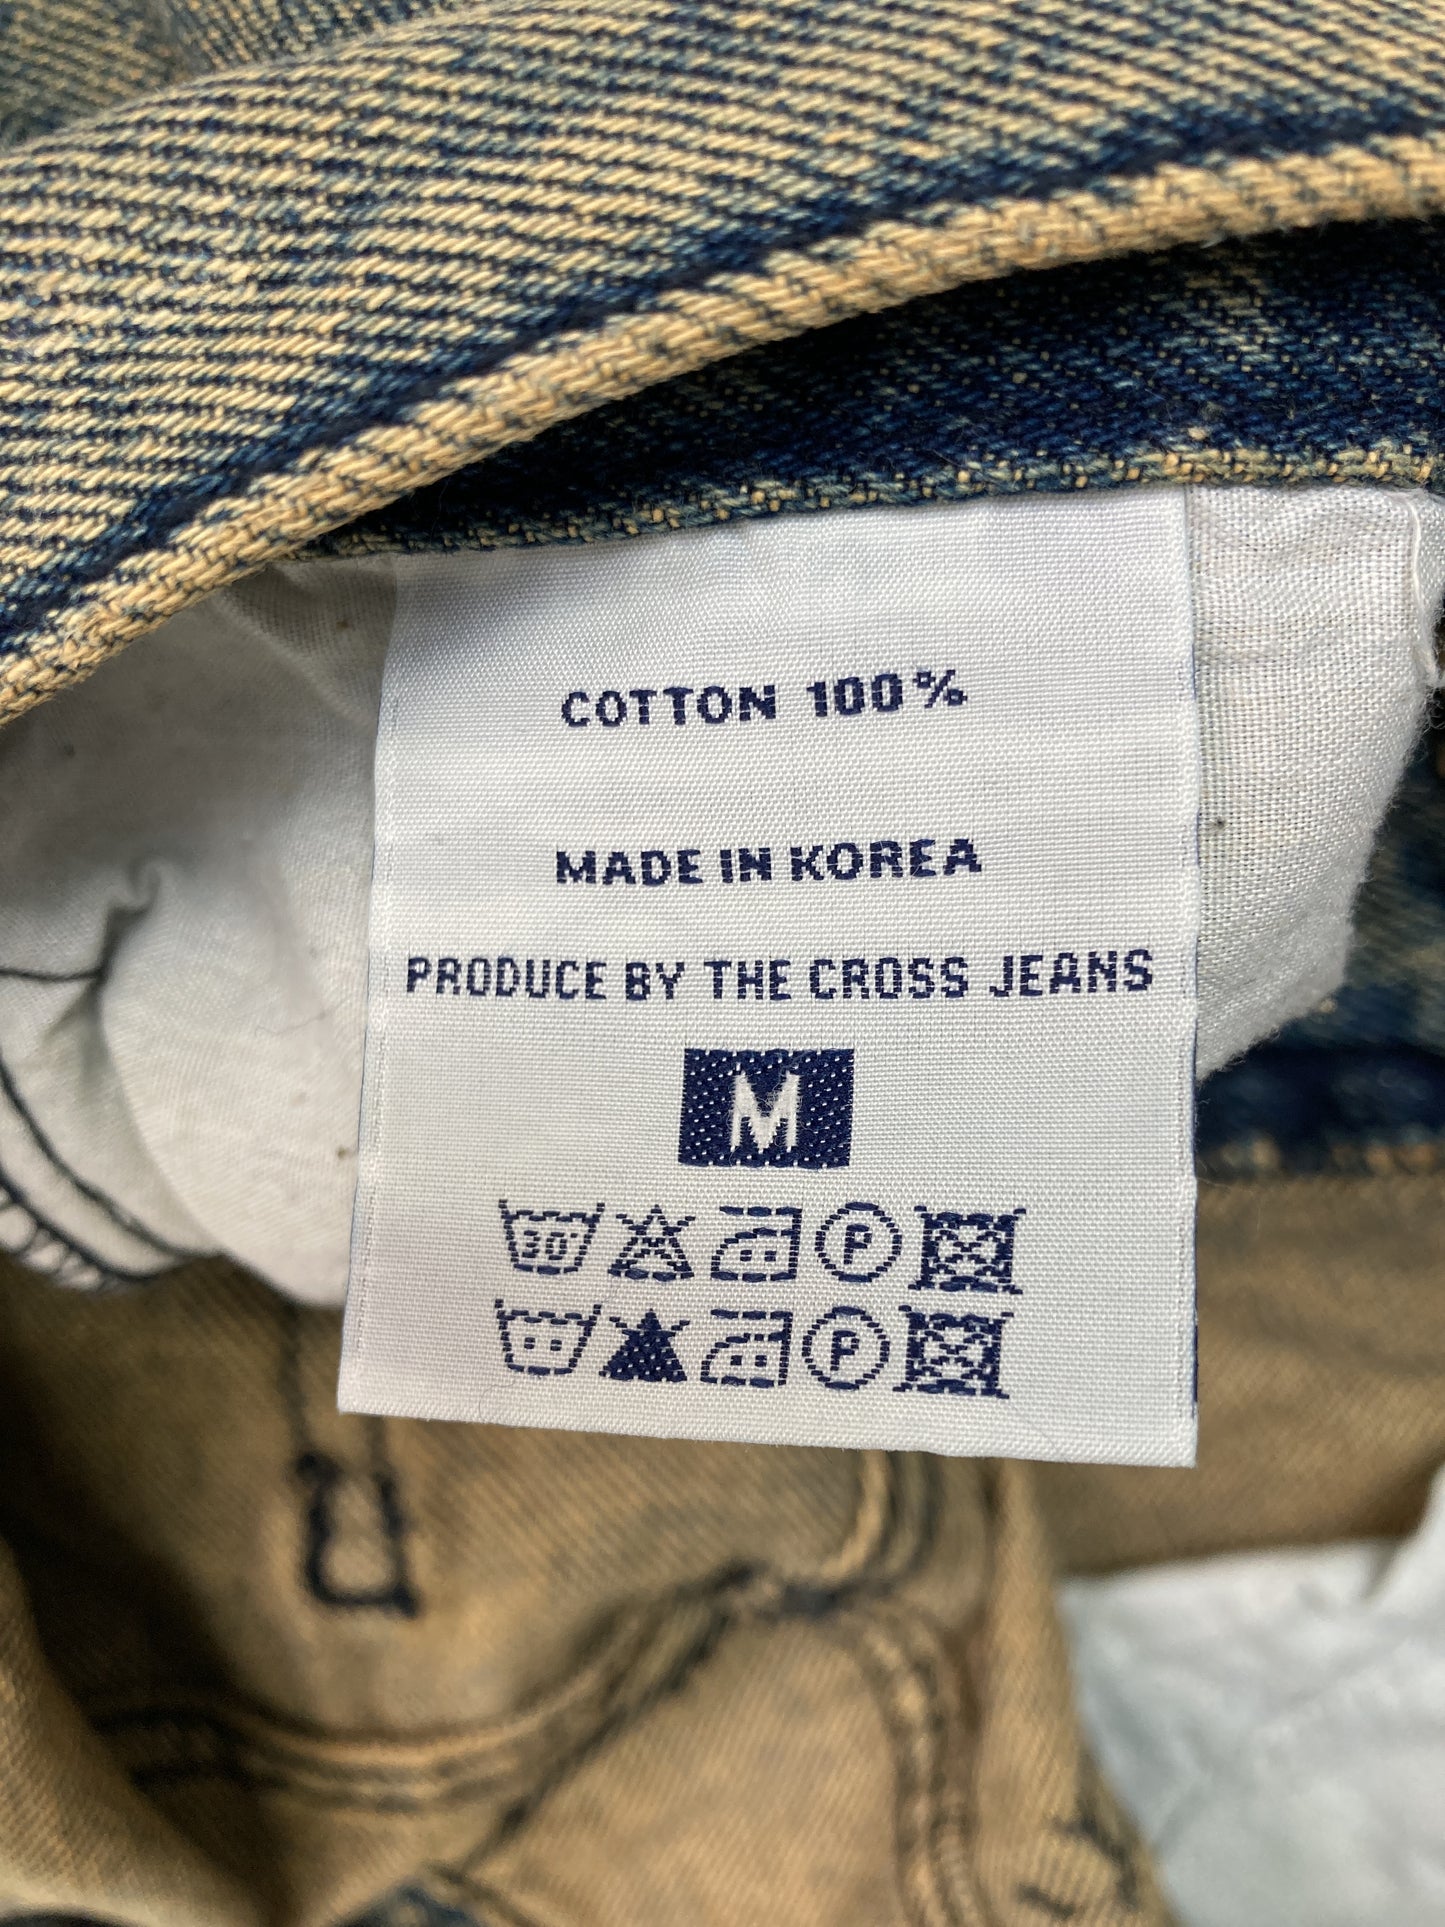 COTTON 100%
MADE IN KOREA
PRODUCE BY THE CROSS JEANS
M
30° P
P